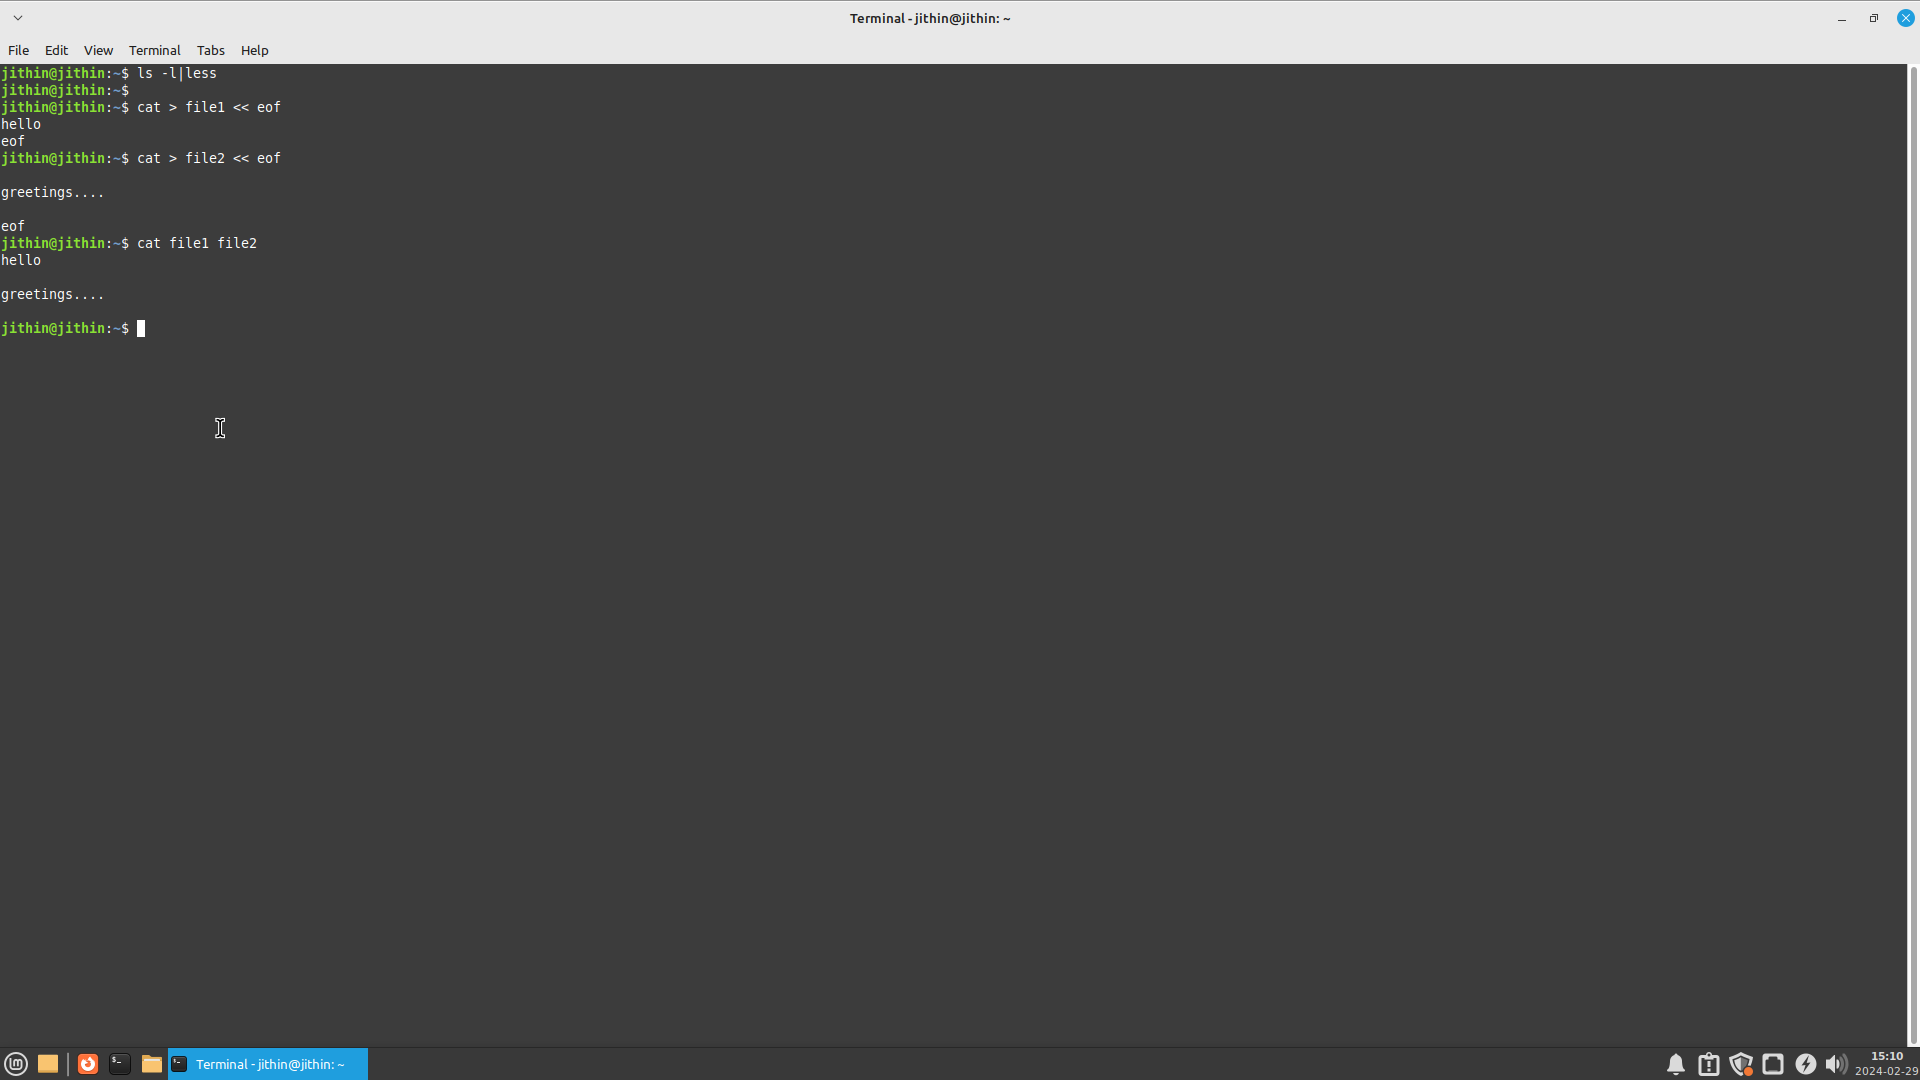 Terminal - jithin@jithin: ~
File Edit View Terminal Tabs Help
jithin@jithin:~$ ls -l|less
jithin@jithin:~$
jithin@jithin:~$ cat > file1 << eof
hello
eof
jithin@jithin:~$ cat > file2 << eof
greetings....
eof
jithin@jithin:~$ cat file1 file2
hello
greetings....
jithin@jithin:~$
Terminal - jithin@jithin: ~
15:10
2024-02-29